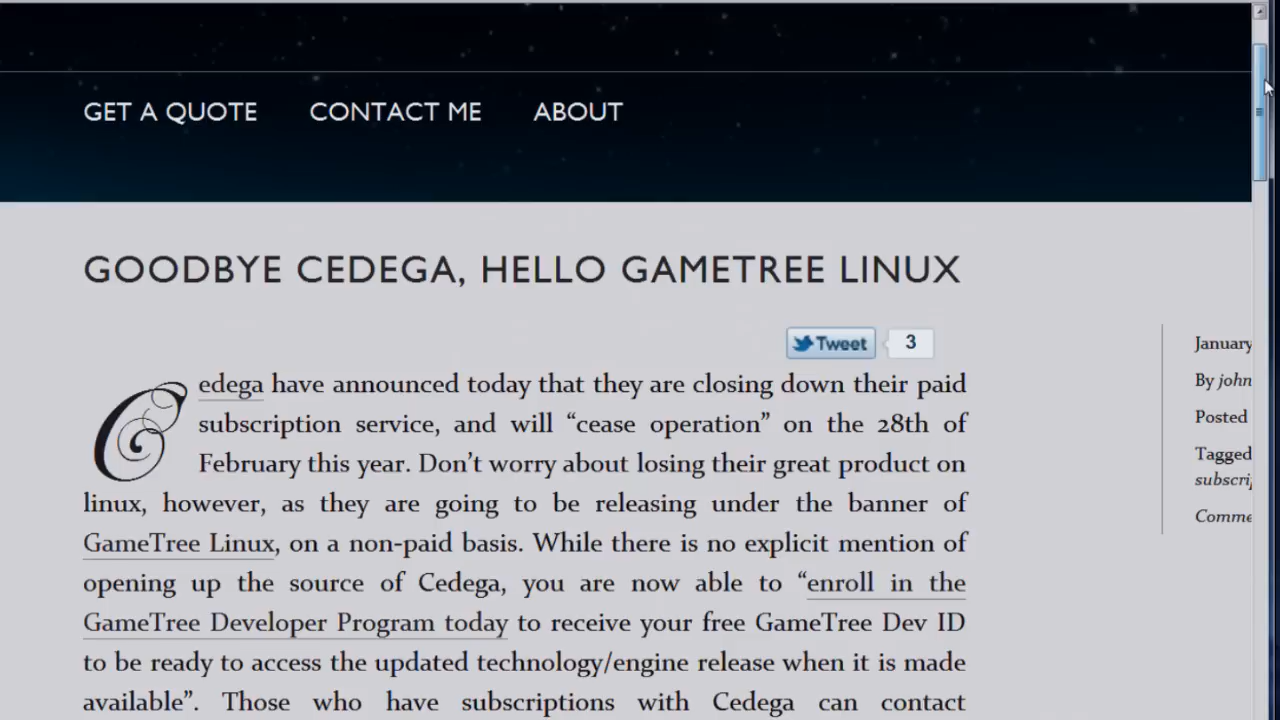 GET A QUOTE CONTACT ME ABOUT
GOODBYE CEDEGA, HELLO GAMETREE LINUX
Tweet 3
Cedega have announced today that they are closing down their paid
subscription service, and will “cease operation” on the 28th of
February this year. Don’t worry about losing their great product on
linux, however, as they are going to be releasing under the banner of
GameTree Linux, on a non-paid basis. While there is no explicit mention of
opening up the source of Cedega, you are now able to “enroll in the
GameTree Developer Program today to receive your free GameTree Dev ID
to be ready to access the updated technology/engine release when it is made
available”. Those who have subscriptions with Cedega can contact
January
By john
Posted
Tagged
subscri
Comme